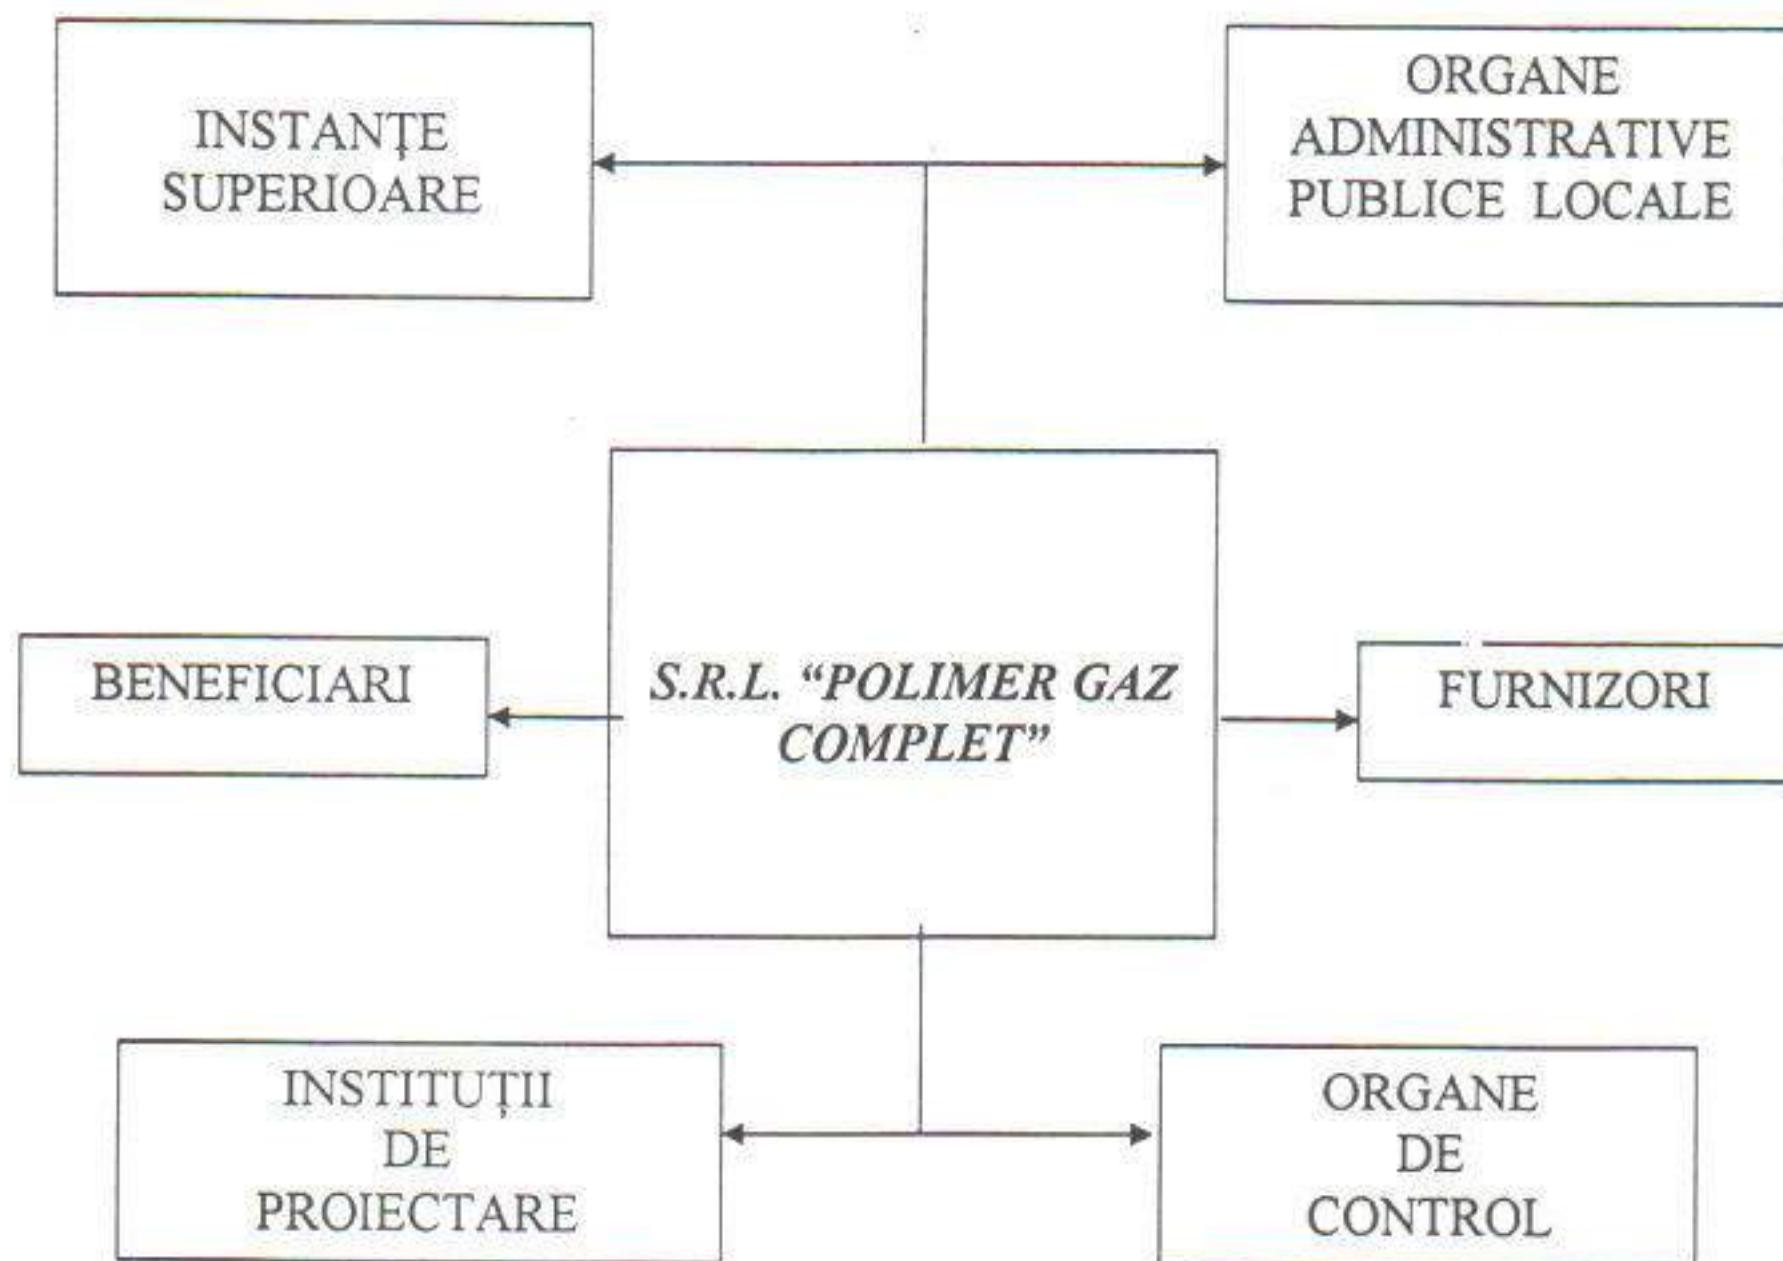 INSTANȚE
SUPERIOARE
ORGANE
ADMINISTRATIVE
PUBLICE LOCALE
BENEFICIARI
S.R.L. “POLIMER GAZ
COMPLET”
FURNIZORI
INSTITUȚII
DE
PROIECTARE
ORGANE
DE
CONTROL